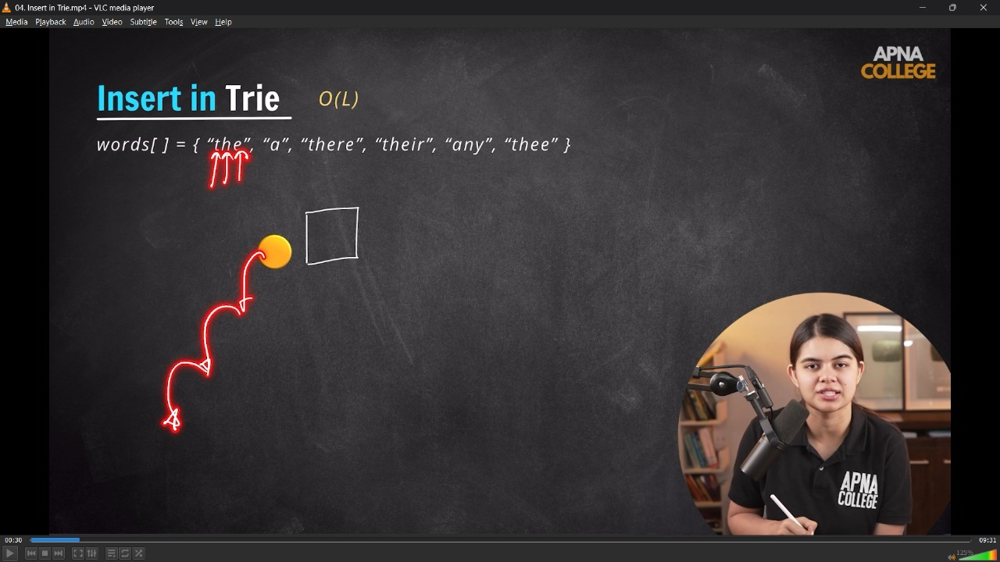 04. Insert in Trie.mp4 - VLC media player
Media Playback Audio Video Subtitle Tools View Help
APNA
COLLEGE
Insert in Trie O(L)
words[ ] = { “the”, “a”, “there”, “their”, “any”, “thee” }
APNA
COLLEGE
00:30 09:31
125%